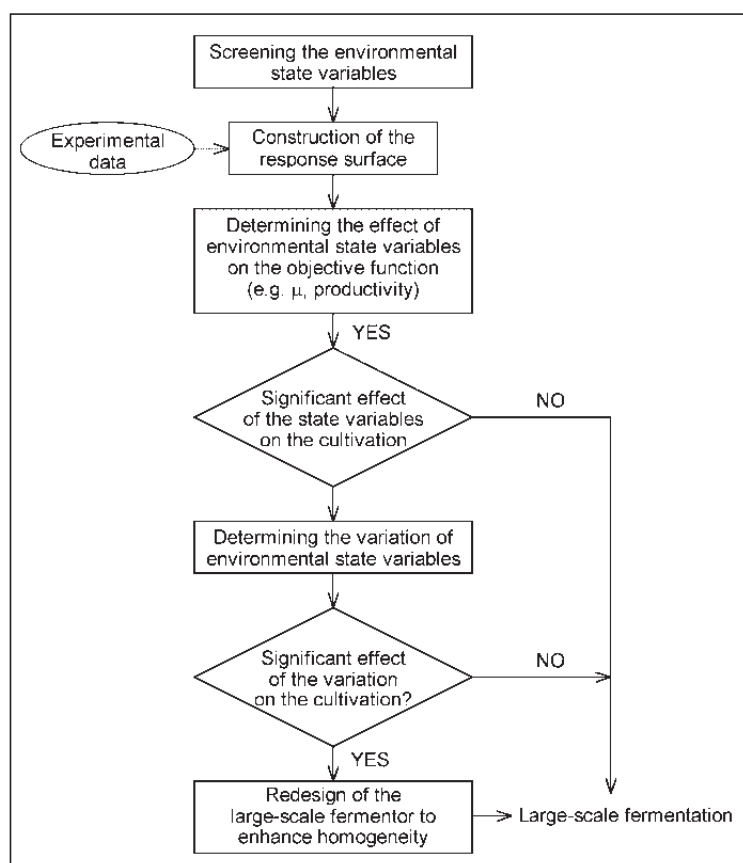 Screening the environmental
state variables
Experimental
data
Construction of the
response surface
Determining the effect of
environmental state variables
on the objective function
(e.g. μ, productivity)
YES
Significant effect
of the state variables
on the cultivation
NO
Determining the variation of
environmental state variables
Significant effect
of the variation
on the cultivation?
NO
YES
Redesign of the
large-scale fermentor to
enhance homogeneity
Large-scale fermentation